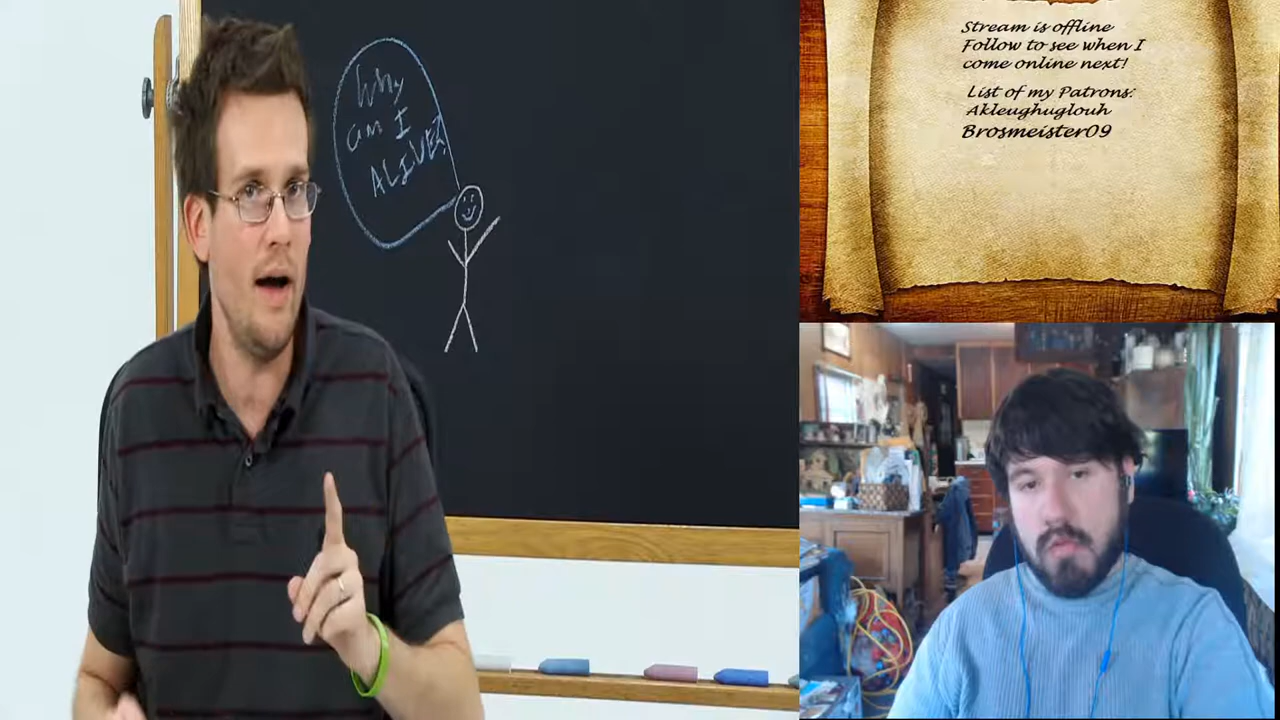 Why
am I
ALIVE?
Stream is offline
Follow to see when I
come online next!
List of my Patrons:
Akleughuglouh
Brosmeister09